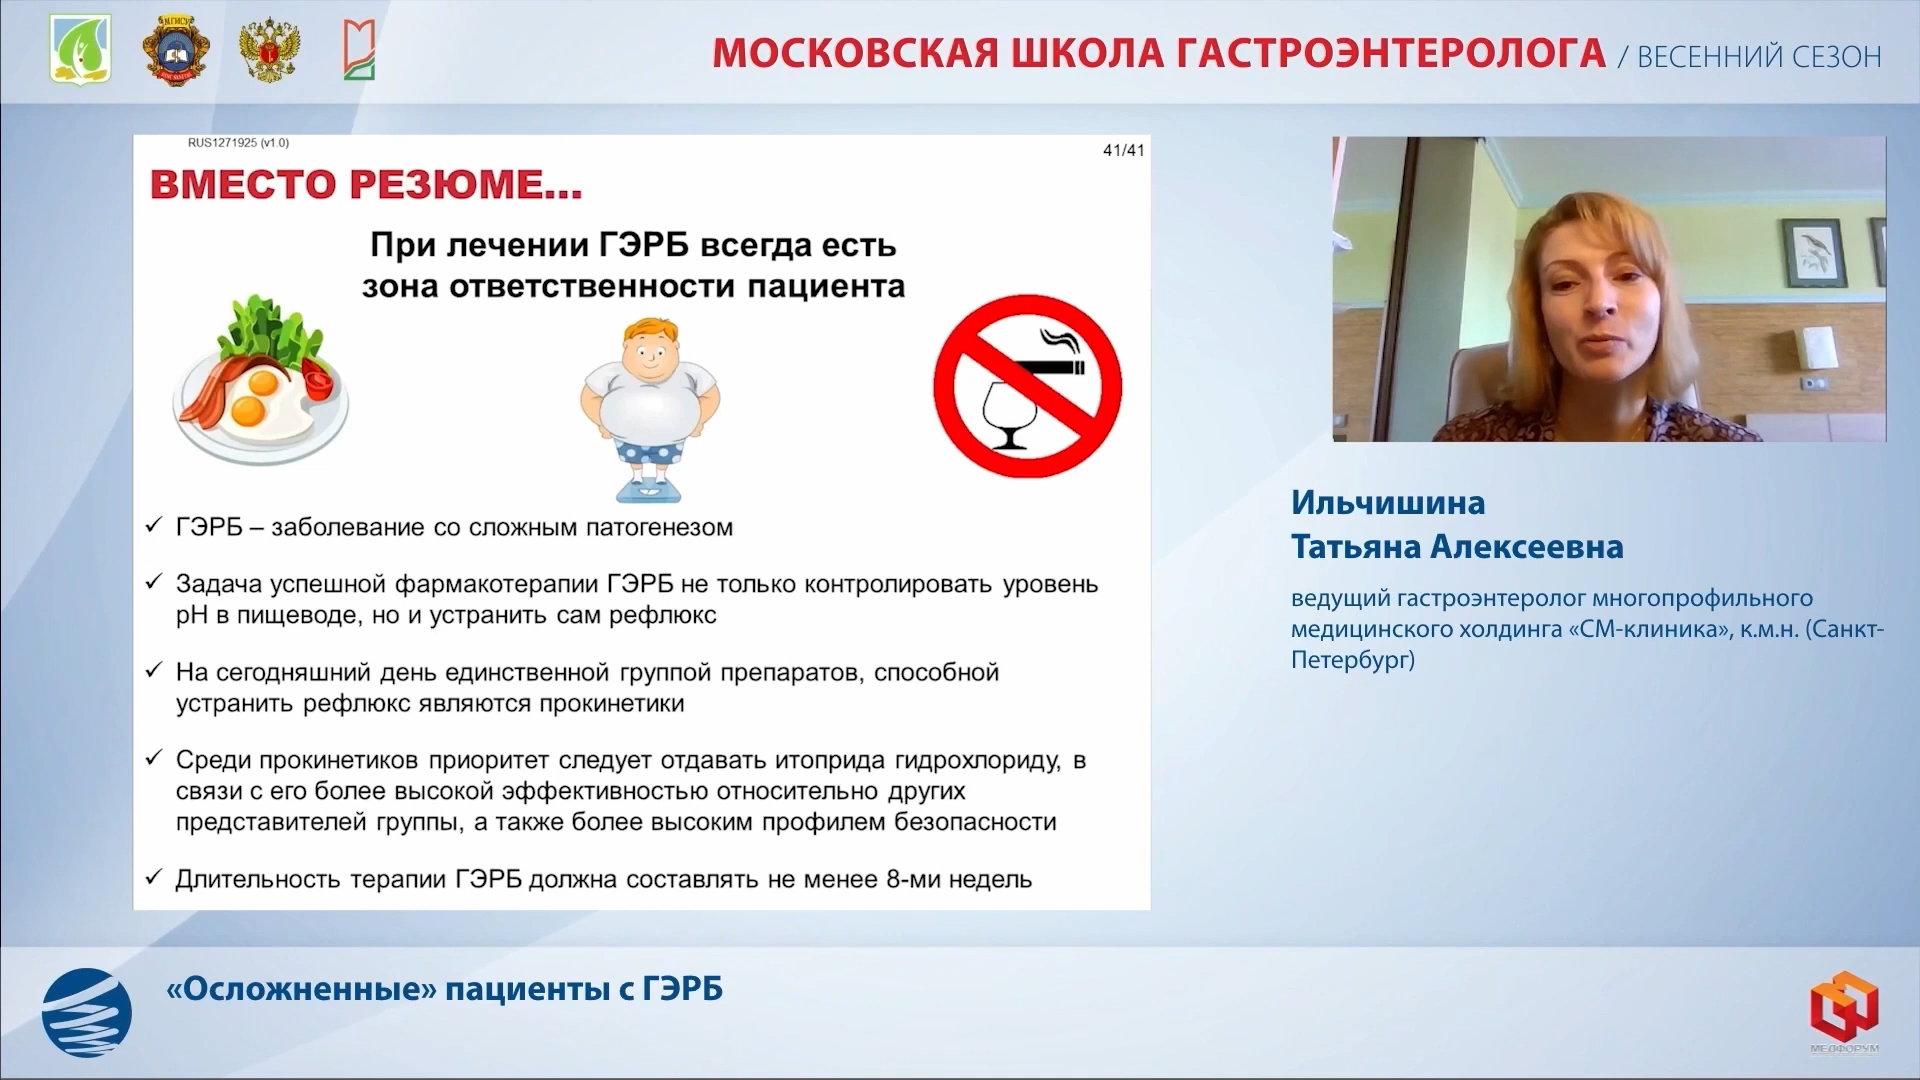 МГМСУ
МОСКОВСКАЯ ШКОЛА ГАСТРОЭНТЕРОЛОГА / ВЕСЕННИЙ СЕЗОН
RUS1271925 (v1.0)
41/41
ВМЕСТО РЕЗЮМЕ...
При лечении ГЭРБ всегда есть
зона ответственности пациента
✓ ГЭРБ – заболевание со сложным патогенезом
✓ Задача успешной фармакотерапии ГЭРБ не только контролировать уровень
pH в пищеводе, но и устранить сам рефлюкс
✓ На сегодняшний день единственной группой препаратов, способной
устранить рефлюкс являются прокинетики
✓ Среди прокинетиков приоритет следует отдавать итоприда гидрохлориду, в
связи с его более высокой эффективностью относительно других
представителей группы, а также более высоким профилем безопасности
✓ Длительность терапии ГЭРБ должна составлять не менее 8-ми недель
Ильчишина
Татьяна Алексеевна
ведущий гастроэнтеролог многопрофильного
медицинского холдинга «СМ-клиника», к.м.н. (Санкт-
Петербург)
«Осложненные» пациенты с ГЭРБ
МЕДФОРУМ